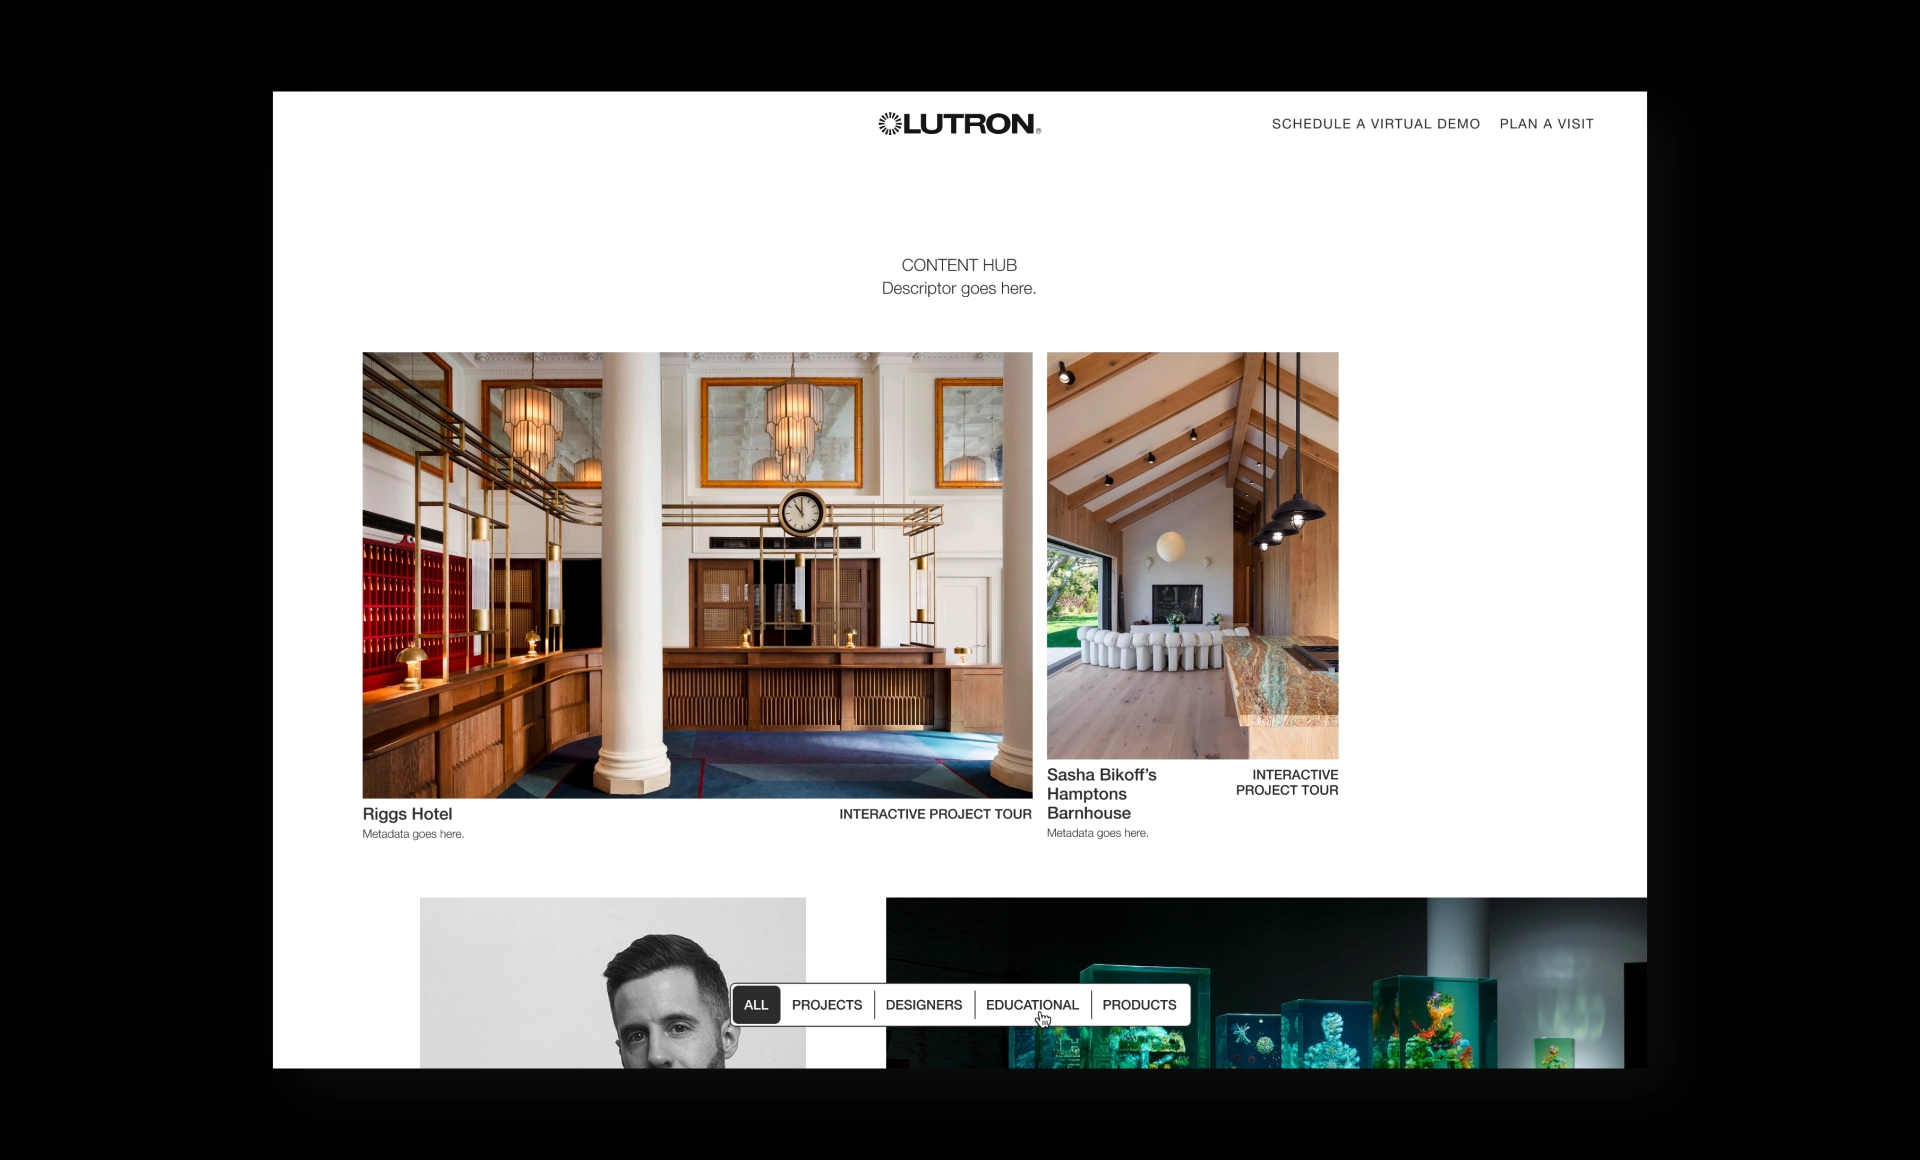 LUTRON®
SCHEDULE A VIRTUAL DEMO
PLAN A VISIT
CONTENT HUB
Descriptor goes here.
Riggs Hotel
INTERACTIVE PROJECT TOUR
Metadata goes here.
Sasha Bikoff’s
Hamptons
Barnhouse
INTERACTIVE
PROJECT TOUR
Metadata goes here.
ALL
PROJECTS
DESIGNERS
EDUCATIONAL
PRODUCTS